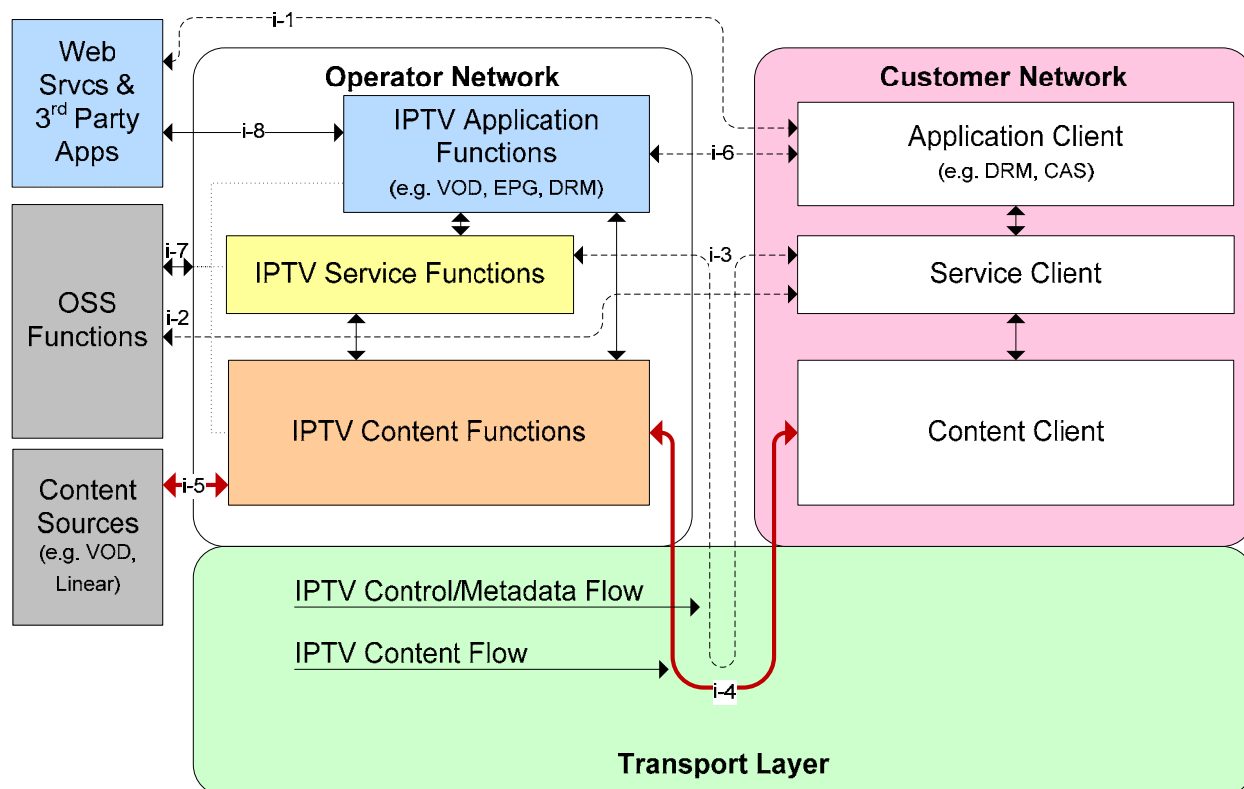 i-1
Web
Srvcs &
3rd Party
Apps
Operator Network
Customer Network
IPTV Application
Functions
(e.g. VOD, EPG, DRM)
i-8
i-6
Application Client
(e.g. DRM, CAS)
OSS
Functions
i-7
i-2
IPTV Service Functions
i-3
Service Client
IPTV Content Functions
Content Client
Content
Sources
(e.g. VOD,
Linear)
i-5
IPTV Control/Metadata Flow
IPTV Content Flow
i-4
Transport Layer